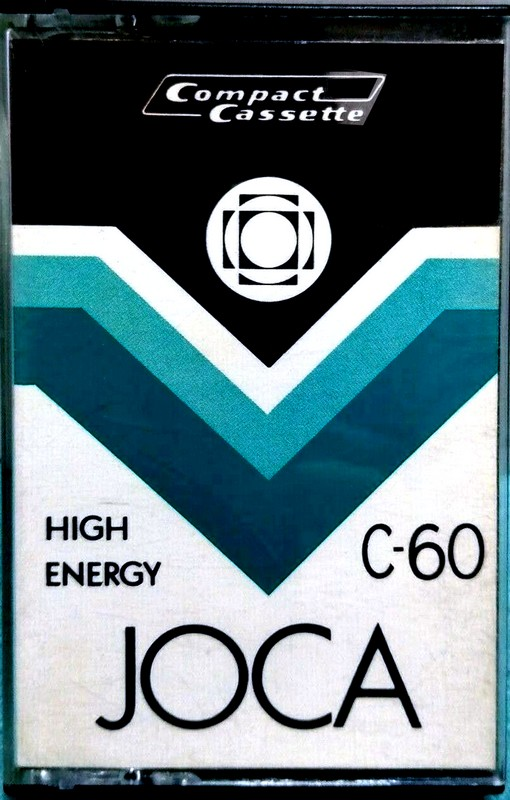 Compact
Cassette
HIGH
ENERGY
C-60
JOCA